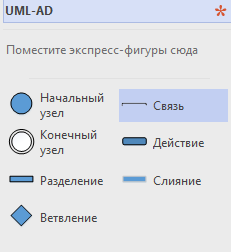 UML-AD
Поместите экспресс-фигуры сюда
Начальный
узел
Связь
Конечный
узел
Действие
Разделение
Слияние
Ветвление